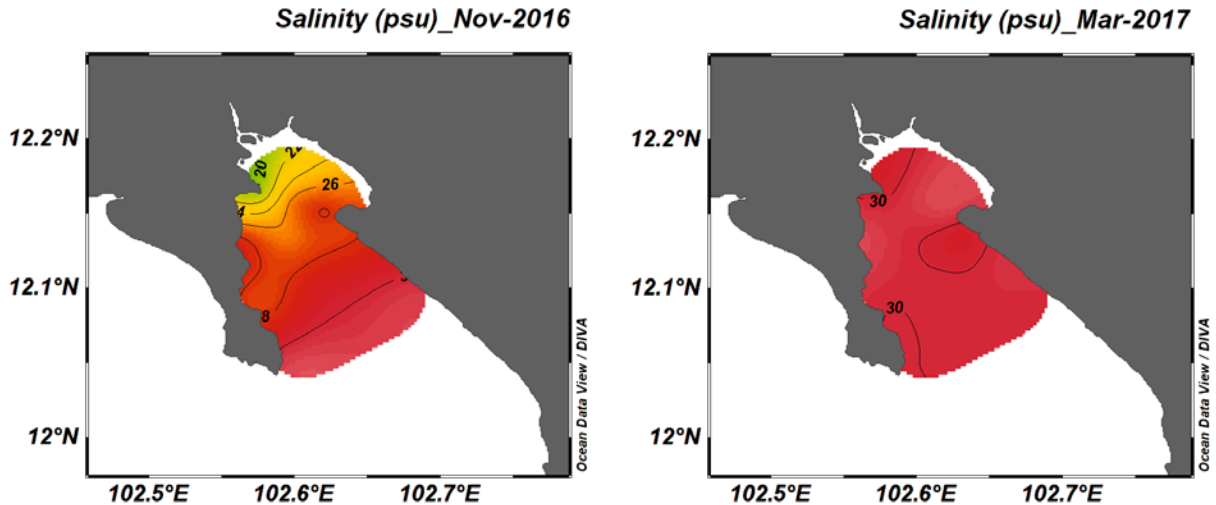 Salinity (psu)_Nov-2016
12.2°N
12.1°N
12°N
102.5°E 102.6°E 102.7°E
20
26
8
Ocean Data View / DIVA
Salinity (psu)_Mar-2017
12.2°N
12.1°N
12°N
102.5°E 102.6°E 102.7°E
30
30
Ocean Data View / DIVA